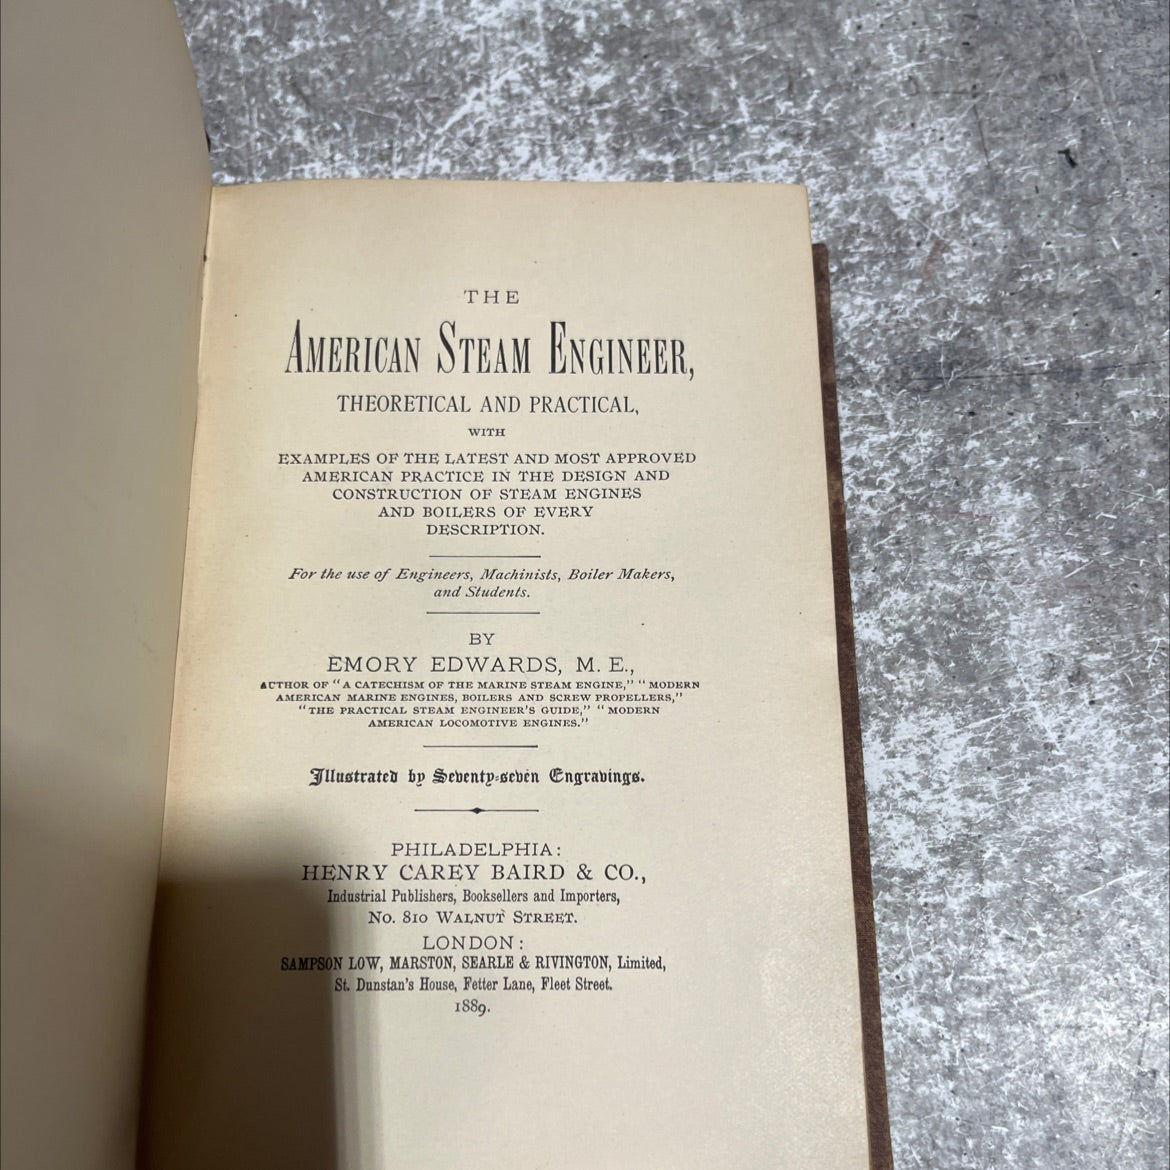 THE
AMERICAN STEAM ENGINEER,
THEORETICAL AND PRACTICAL,
WITH
EXAMPLES OF THE LATEST AND MOST APPROVED
AMERICAN PRACTICE IN THE DESIGN AND
CONSTRUCTION OF STEAM ENGINES
AND BOILERS OF EVERY
DESCRIPTION.
For the use of Engineers, Machinists, Boiler Makers,
and Students.
BY
EMORY EDWARDS, M. E.,
AUTHOR OF "A CATECHISM OF THE MARINE STEAM ENGINE," "MODERN
AMERICAN MARINE ENGINES, BOILERS AND SCREW PROPELLERS,"
"THE PRACTICAL STEAM ENGINEER'S GUIDE," "MODERN
AMERICAN LOCOMOTIVE ENGINES."
Illustrated by Seventy-seven Engravings.
PHILADELPHIA:
HENRY CAREY BAIRD & CO.,
Industrial Publishers, Booksellers and Importers,
No. 810 WALNUT STREET.
LONDON:
SAMPSON LOW, MARSTON, SEARLE & RIVINGTON, Limited,
St. Dunstan's House, Fetter Lane, Fleet Street.
1889.